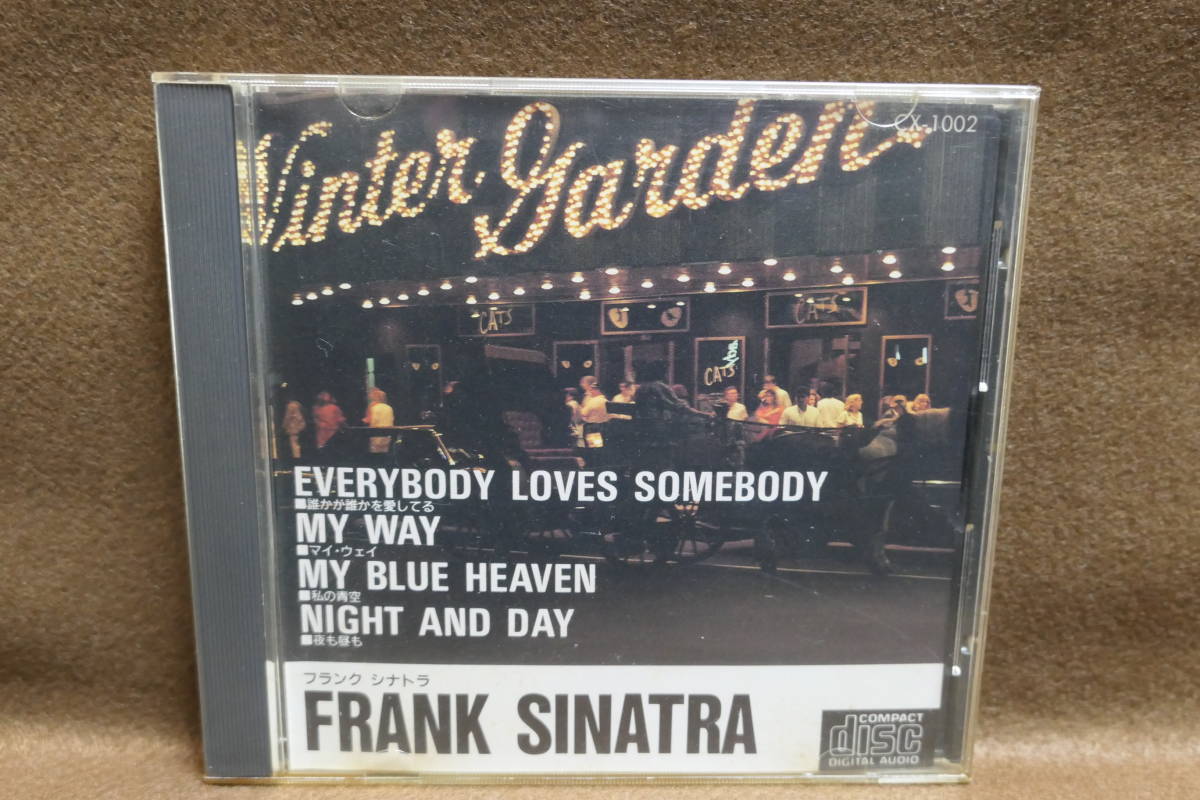 CX-1002
Winter Garden
CATS
CATS
CATS
EVERYBODY LOVES SOMEBODY
■誰かが誰かを愛してる
MY WAY
■マイ・ウェイ
MY BLUE HEAVEN
■私の青空
NIGHT AND DAY
■夜も昼も
フランク シナトラ
FRANK SINATRA
COMPACT
disc
DIGITAL AUDIO